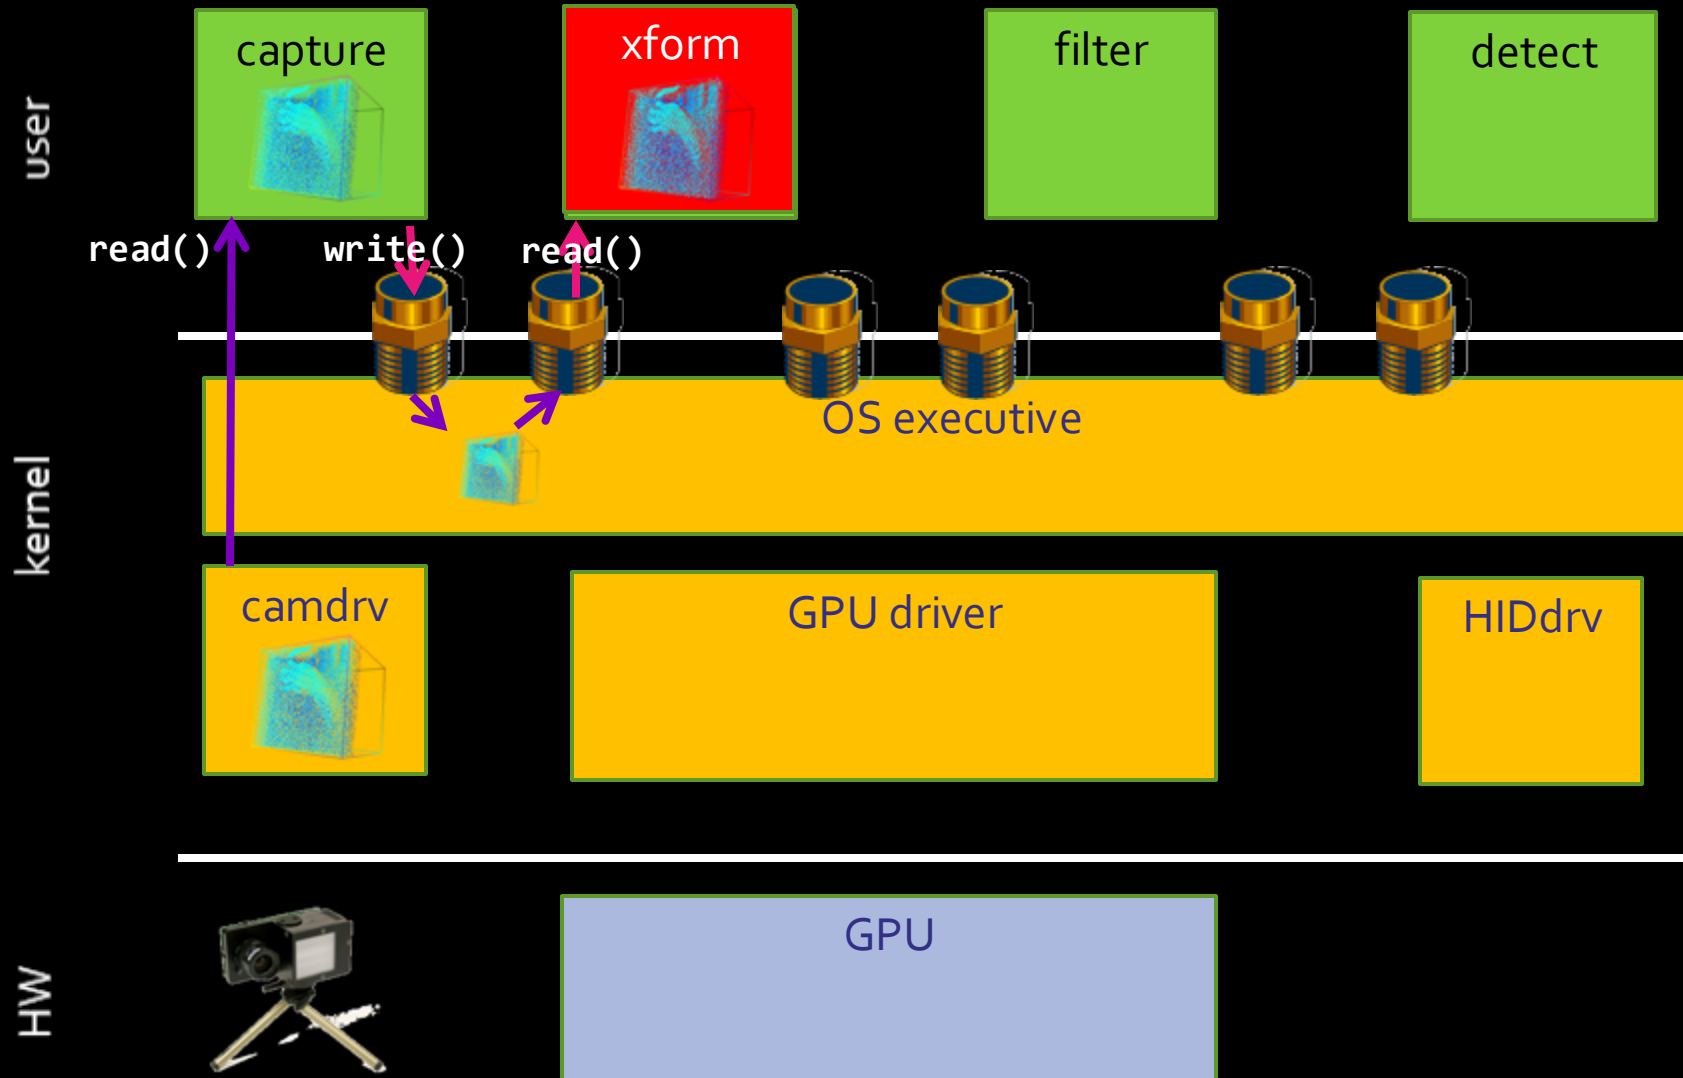 user
capture
xform
filter
detect
read()
write()
read()
kernel
OS executive
camdrv
GPU driver
HIDdrv
HW
GPU